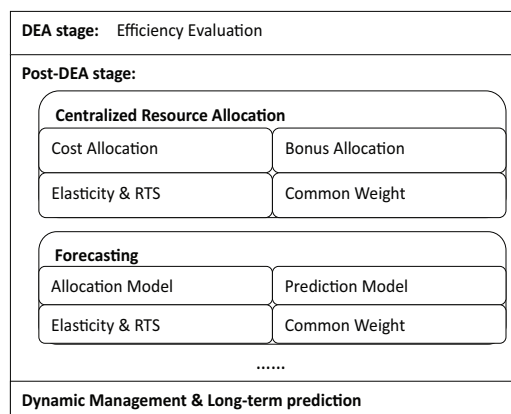 DEA stage: Efficiency Evaluation
Post-DEA stage:
Centralized Resource Allocation
Cost Allocation Bonus Allocation
Elasticity & RTS Common Weight
Forecasting
Allocation Model Prediction Model
Elasticity & RTS Common Weight
......
Dynamic Management & Long-term prediction